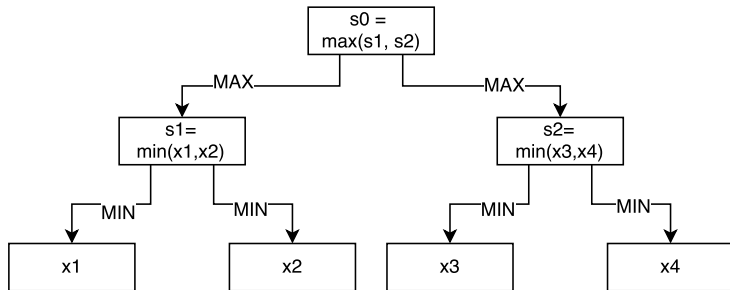 s0 =
max(s1, s2)
MAX
MAX
s1=
min(x1,x2)
s2=
min(x3,x4)
MIN
MIN
MIN
MIN
x1
x2
x3
x4